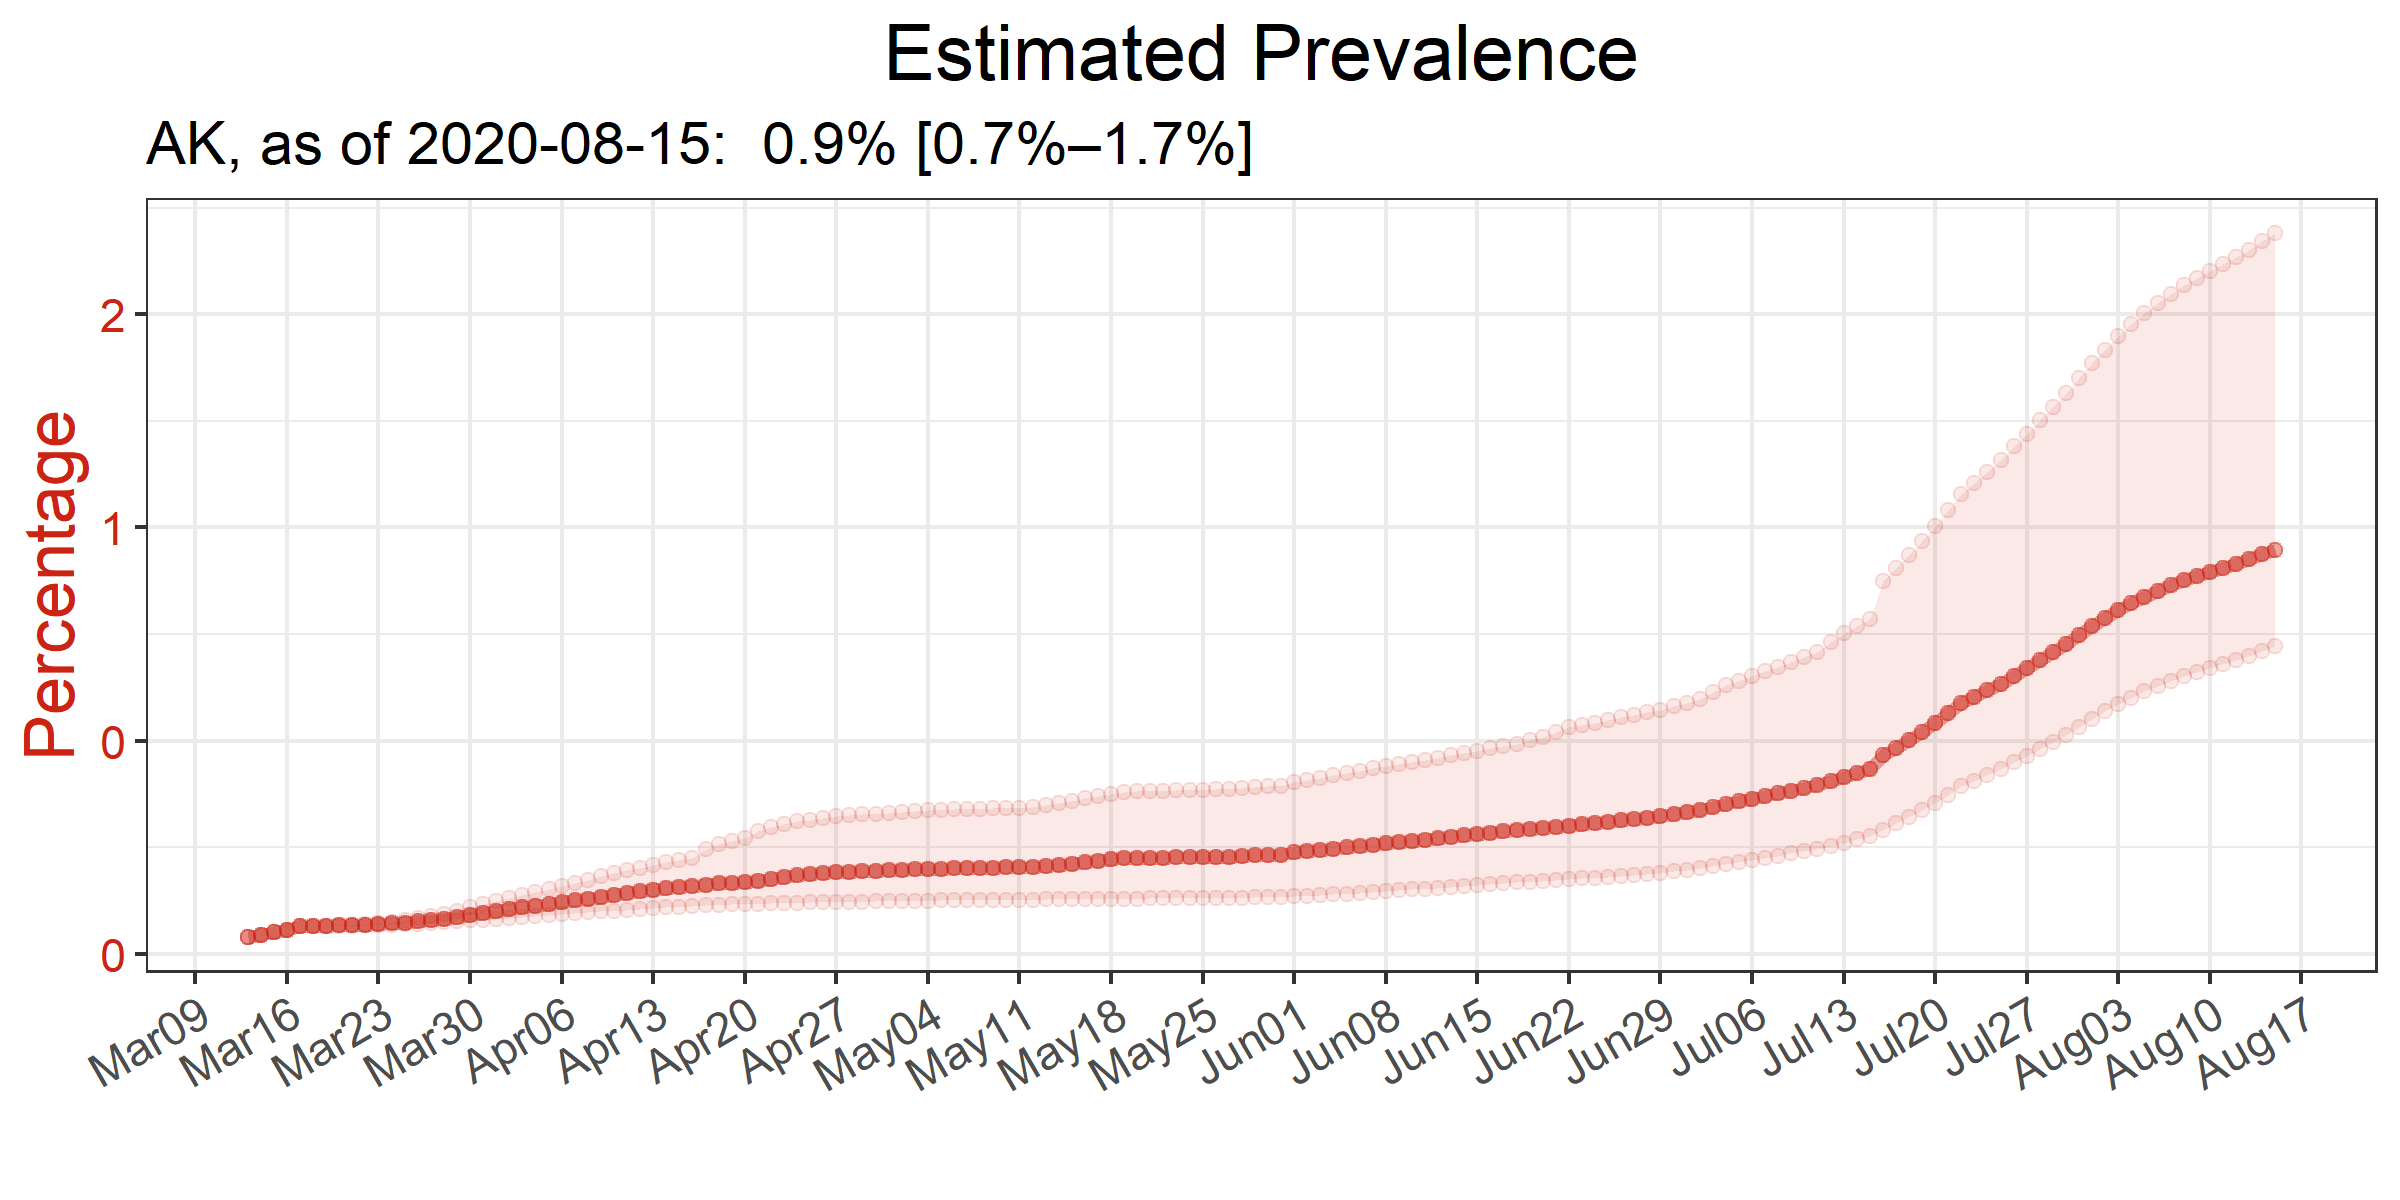 Estimated Prevalence
AK, as of 2020-08-15:  0.9% [0.7%–1.7%]
Percentage
2
1
0
0
Mar09
Mar16
Mar23
Mar30
Apr06
Apr13
Apr20
Apr27
May04
May11
May18
May25
Jun01
Jun08
Jun15
Jun22
Jun29
Jul06
Jul13
Jul20
Jul27
Aug03
Aug10
Aug17